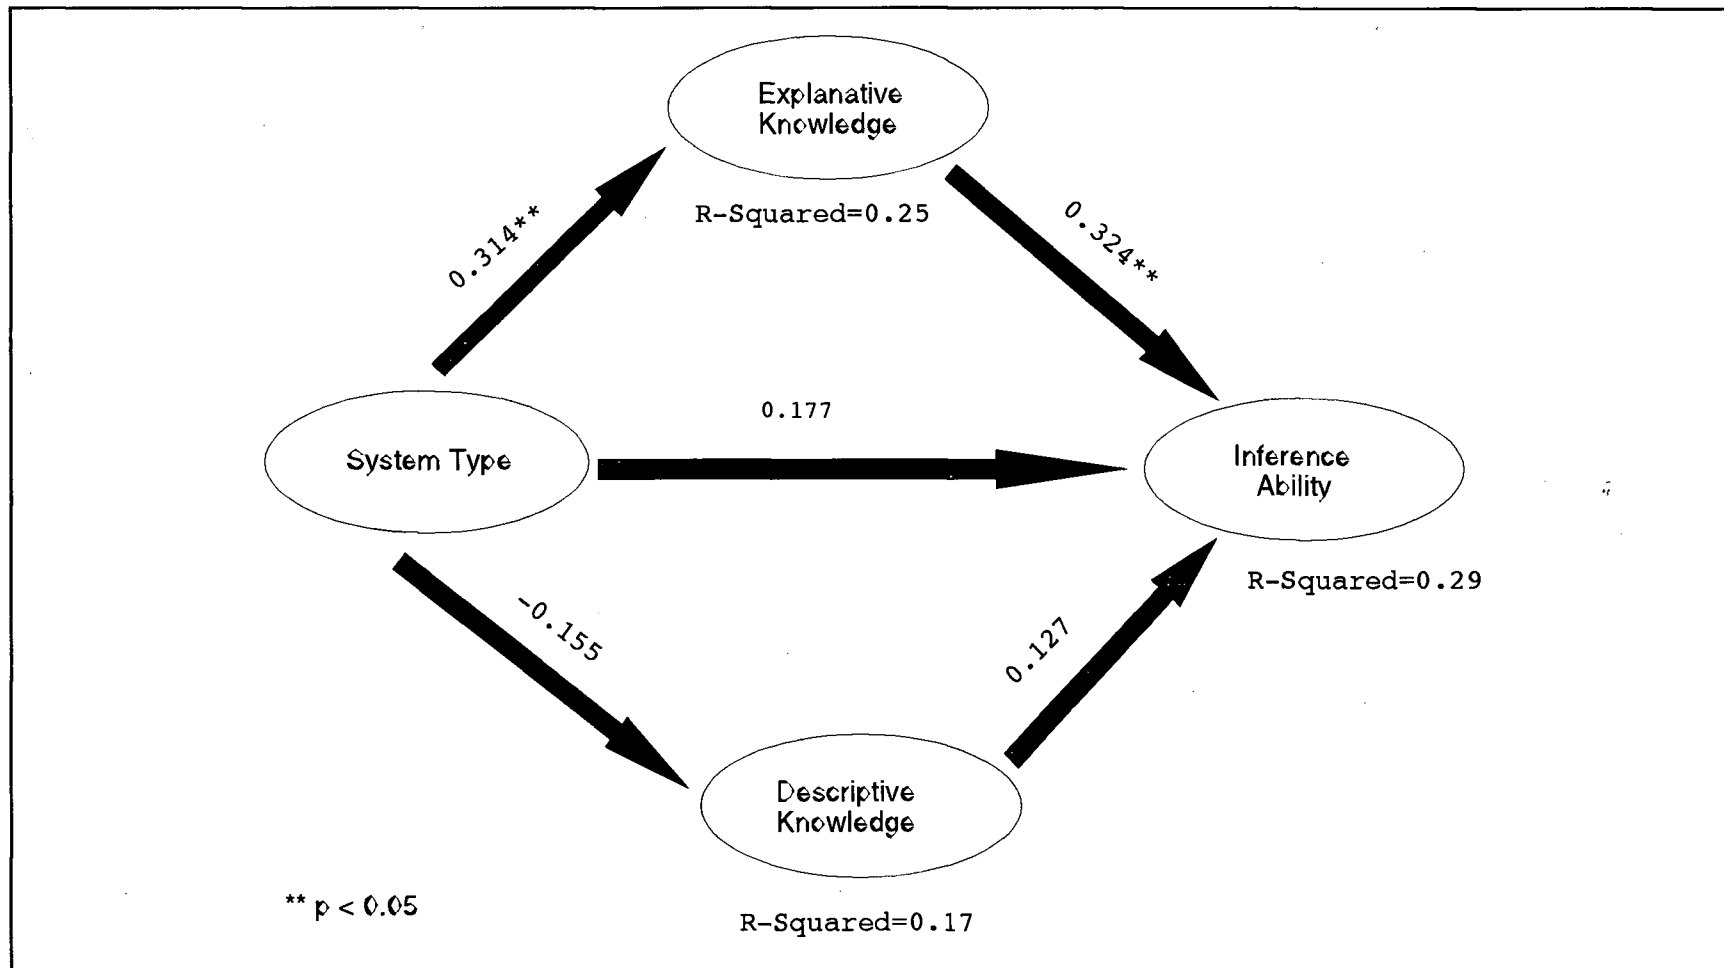 Explanative
Knowledge
R-Squared=0.25
0.314**
0.324**
0.177
System Type
Inference
Ability
R-Squared=0.29
-0.155
0.127
Descriptive
Knowledge
R-Squared=0.17
** p < 0.05